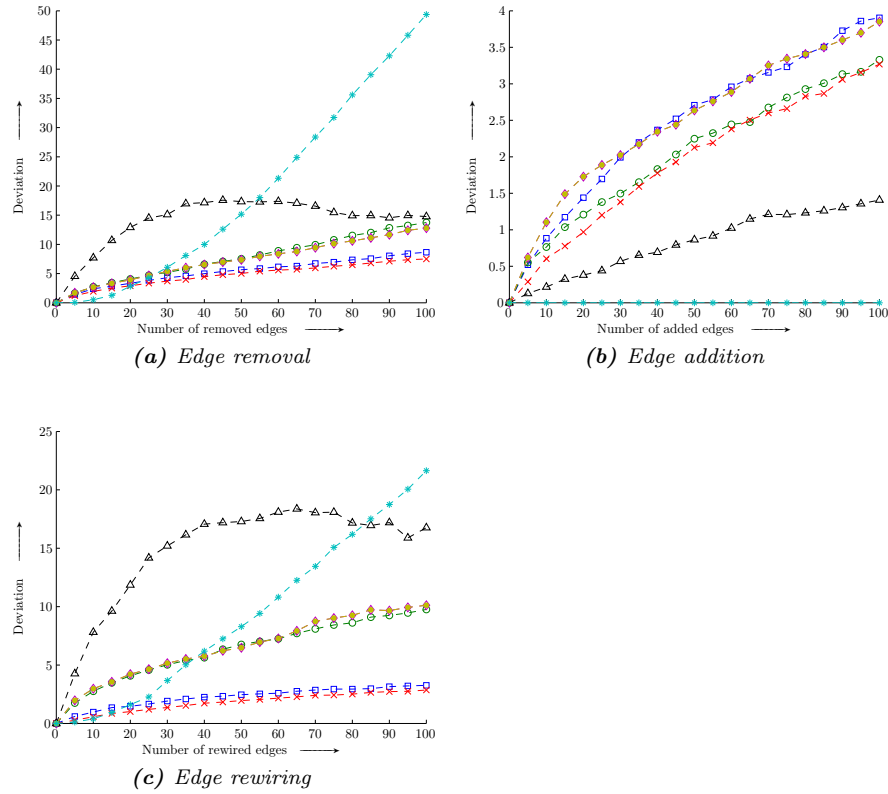 50
45
40
35
30
25
20
15
10
5
0
Deviation
0 10 20 30 40 50 60 70 80 90 100
Number of removed edges
(a) Edge removal
4
3.5
3
2.5
2
1.5
1
0.5
0
Deviation
0 10 20 30 40 50 60 70 80 90 100
Number of added edges
(b) Edge addition
25
20
15
10
5
0
Deviation
0 10 20 30 40 50 60 70 80 90 100
Number of rewired edges
(c) Edge rewiring